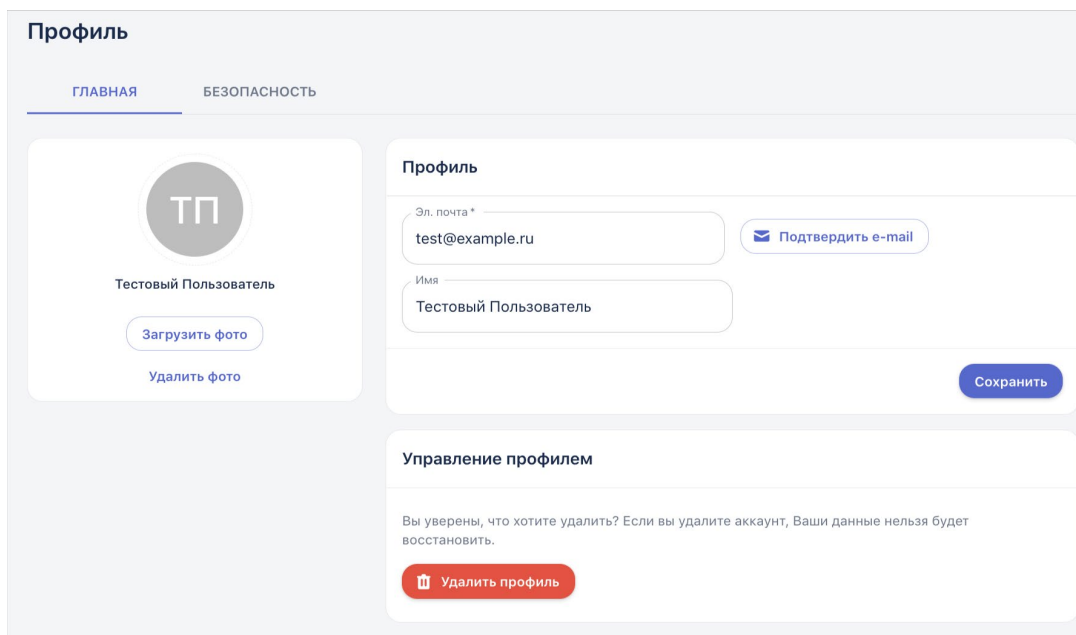 Профиль
ГЛАВНАЯ
БЕЗОПАСНОСТЬ
ТП
Тестовый Пользователь
Загрузить фото
Удалить фото
Профиль
Эл. почта *
test@example.ru
Подтвердить e-mail
Имя
Тестовый Пользователь
Сохранить
Управление профилем
Вы уверены, что хотите удалить? Если вы удалите аккаунт, Ваши данные нельзя будет
восстановить.
Удалить профиль